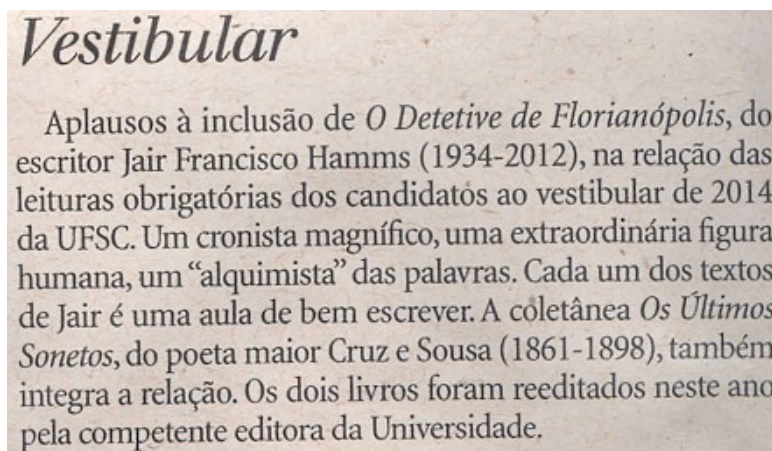 Vestibular
Aplausos à inclusão de O Detetive de Florianópolis, do
escritor Jair Francisco Hamms (1934-2012), na relação das
leituras obrigatórias dos candidatos ao vestibular de 2014
da UFSC. Um cronista magnífico, uma extraordinária figura
humana, um “alquimista” das palavras. Cada um dos textos
de Jair é uma aula de bem escrever. A coletânea Os Últimos
Sonetos, do poeta maior Cruz e Sousa (1861-1898), também
integra a relação. Os dois livros foram reeditados neste ano
pela competente editora da Universidade.